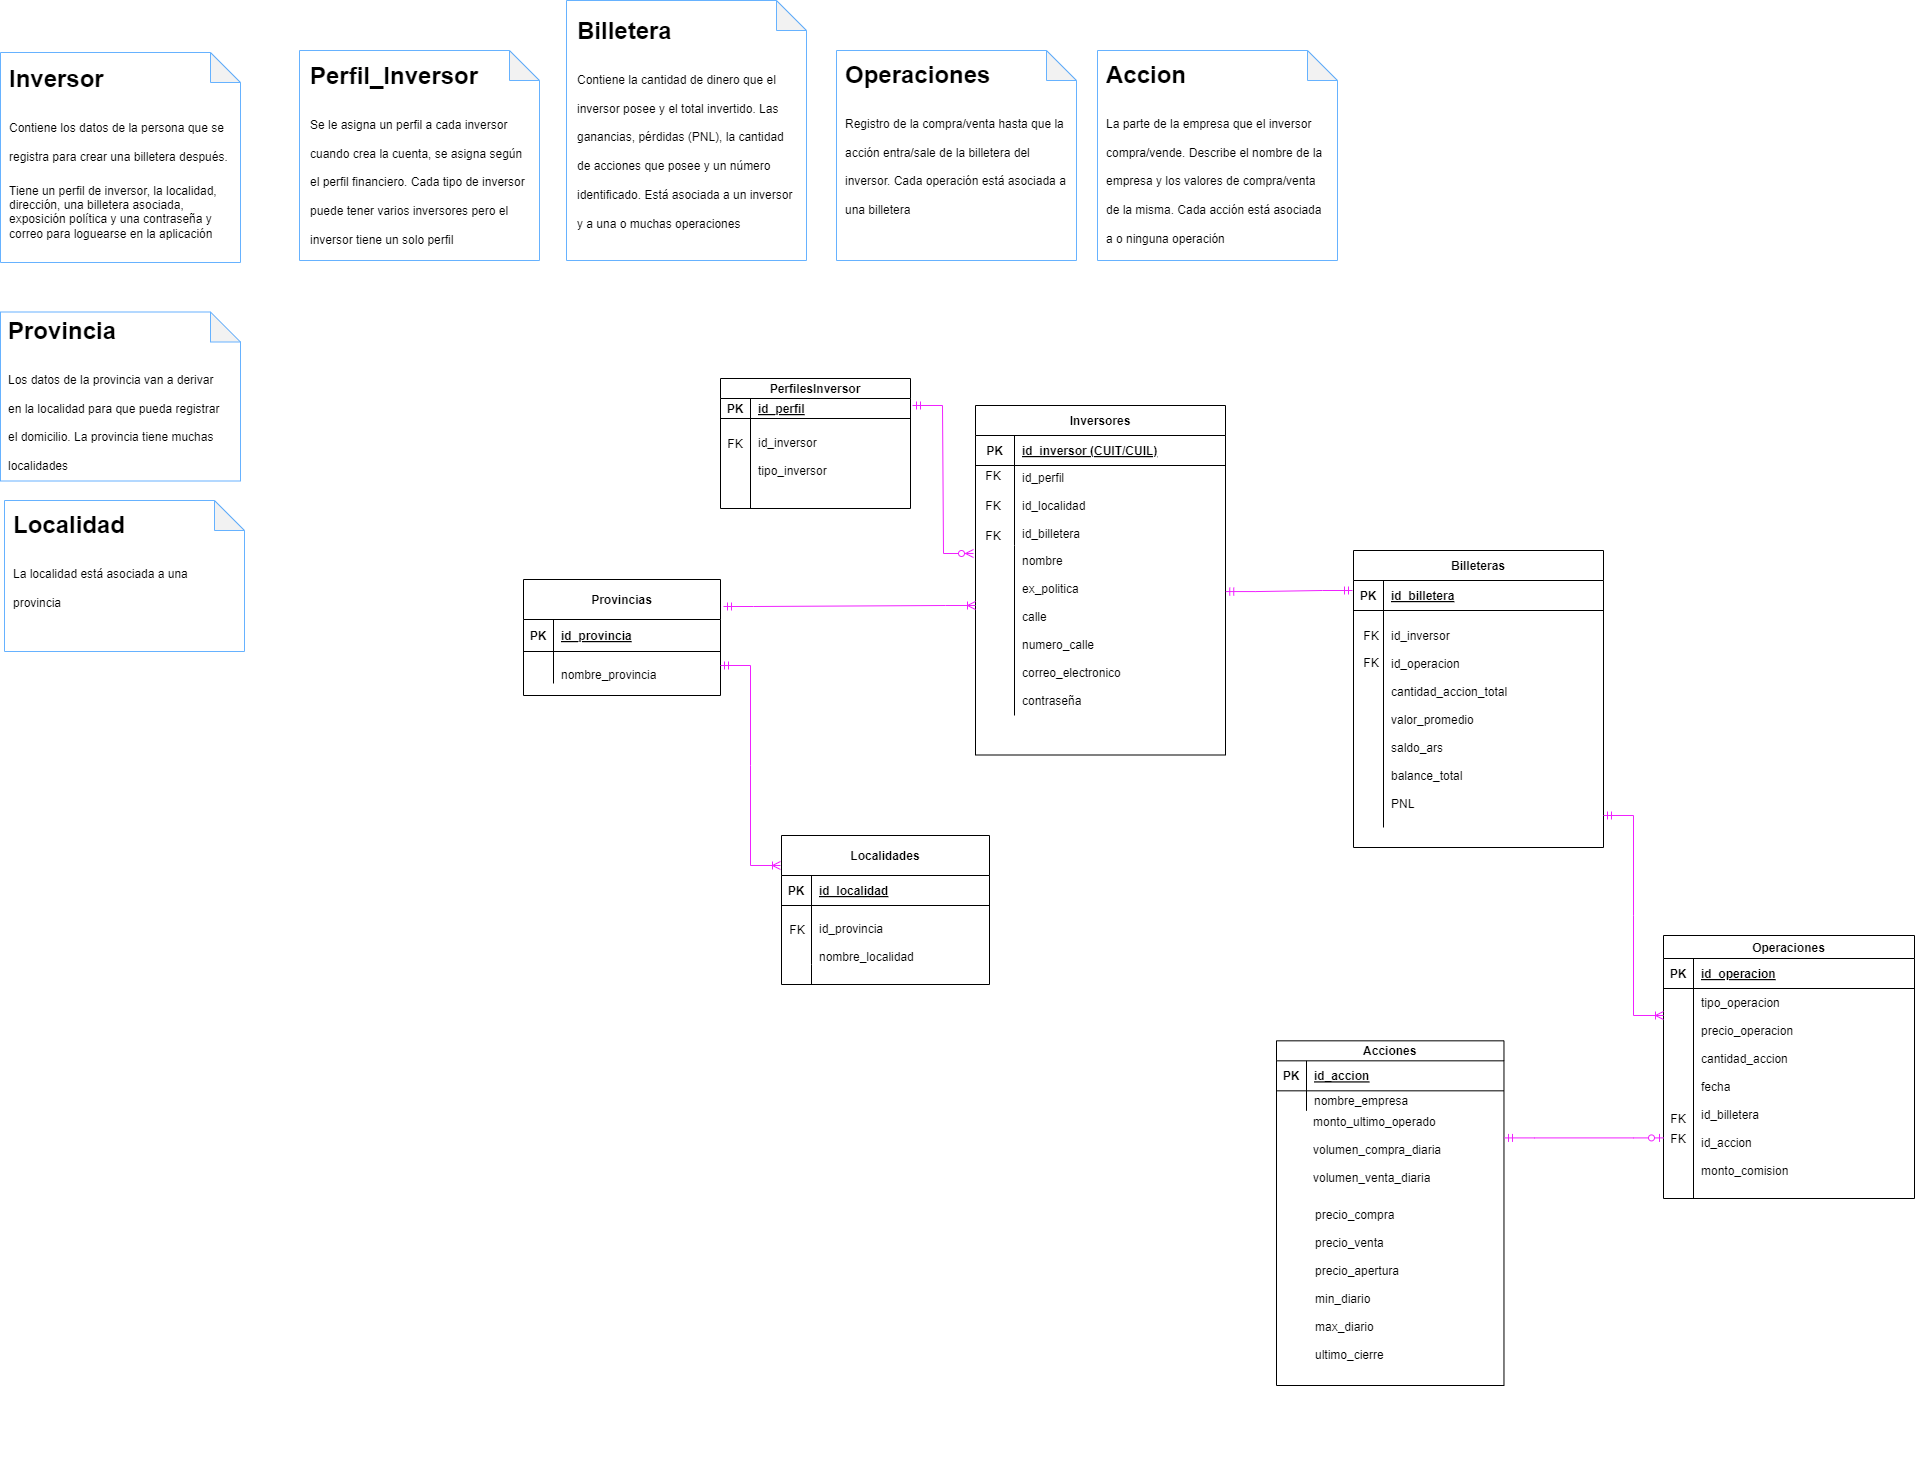 Inversor
Contiene los datos de la persona que se
registra para crear una billetera después.
Tiene un perfil de inversor, la localidad,
dirección, una billetera asociada,
exposición política y una contraseña y
correo para loguearse en la aplicación
Perfil_Inversor
Se le asigna un perfil a cada inversor
cuando crea la cuenta, se asigna según
el perfil financiero. Cada tipo de inversor
puede tener varios inversores pero el
inversor tiene un solo perfil
Billetera
Contiene la cantidad de dinero que el
inversor posee y el total invertido. Las
ganancias, pérdidas (PNL), la cantidad
de acciones que posee y un número
identificado. Está asociada a un inversor
y a una o muchas operaciones
Operaciones
Registro de la compra/venta hasta que la
acción entra/sale de la billetera del
inversor. Cada operación está asociada a
una billetera
Accion
La parte de la empresa que el inversor
compra/vende. Describe el nombre de la
empresa y los valores de compra/venta
de la misma. Cada acción está asociada
a o ninguna operación
Provincia
Los datos de la provincia van a derivar
en la localidad para que pueda registrar
el domicilio. La provincia tiene muchas
localidades
Localidad
La localidad está asociada a una
provincia
PerfilesInversor
PK id_perfil
FK id_inversor
tipo_inversor
Inversores
PK id_inversor (CUIT/CUIL)
FK id_perfil
FK id_localidad
FK id_billetera
nombre
ex_politica
calle
numero_calle
correo_electronico
contraseña
Provincias
PK id_provincia
nombre_provincia
Billeteras
PK id_billetera
FK id_inversor
FK id_operacion
cantidad_accion_total
valor_promedio
saldo_ars
balance_total
PNL
Localidades
PK id_localidad
FK id_provincia
nombre_localidad
Operaciones
PK id_operacion
tipo_operacion
precio_operacion
cantidad_accion
fecha
FK id_billetera
FK id_accion
monto_comision
Acciones
PK id_accion
nombre_empresa
monto_ultimo_operado
volumen_compra_diaria
volumen_venta_diaria
precio_compra
precio_venta
precio_apertura
min_diario
max_diario
ultimo_cierre